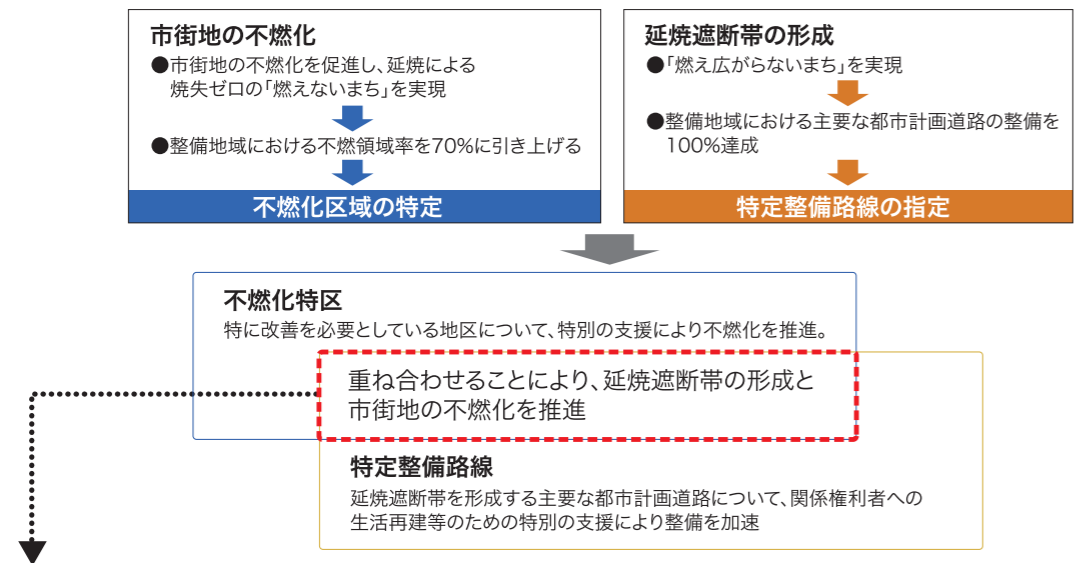 市街地の不燃化
●市街地の不燃化を促進し、延焼による
焼失ゼロの「燃えないまち」を実現
●整備地域における不燃領域率を70%に引き上げる
不燃化区域の特定
延焼遮断帯の形成
●「燃え広がらないまち」を実現
●整備地域における主要な都市計画道路の整備を
100%達成
特定整備路線の指定
不燃化特区
特に改善を必要としている地区について、特別の支援により不燃化を推進。
重ね合わせることにより、延焼遮断帯の形成と
市街地の不燃化を推進
特定整備路線
延焼遮断帯を形成する主要な都市計画道路について、関係権利者への
生活再建等のための特別の支援により整備を加速